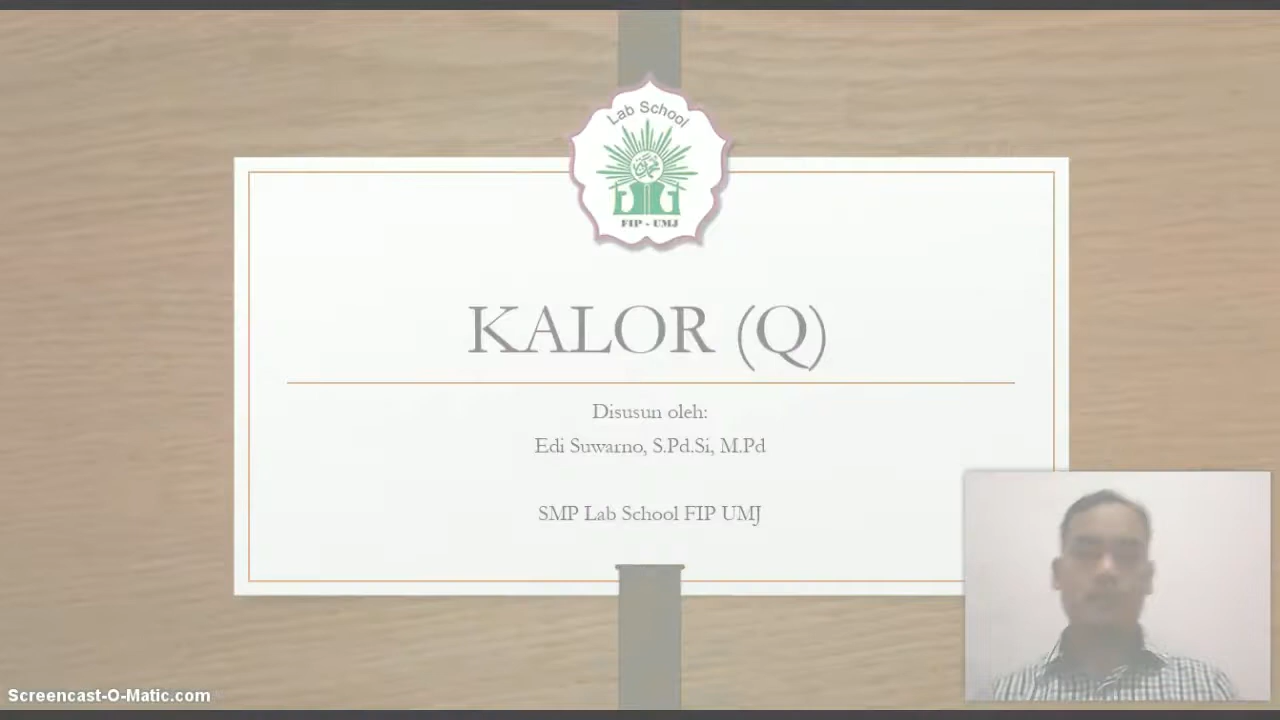 Lab School
FIP - UMJ
KALOR (Q)
Disusun oleh:
Edi Suwarno, S.Pd.Si, M.Pd
SMP Lab School FIP UMJ
Screencast-O-Matic.com